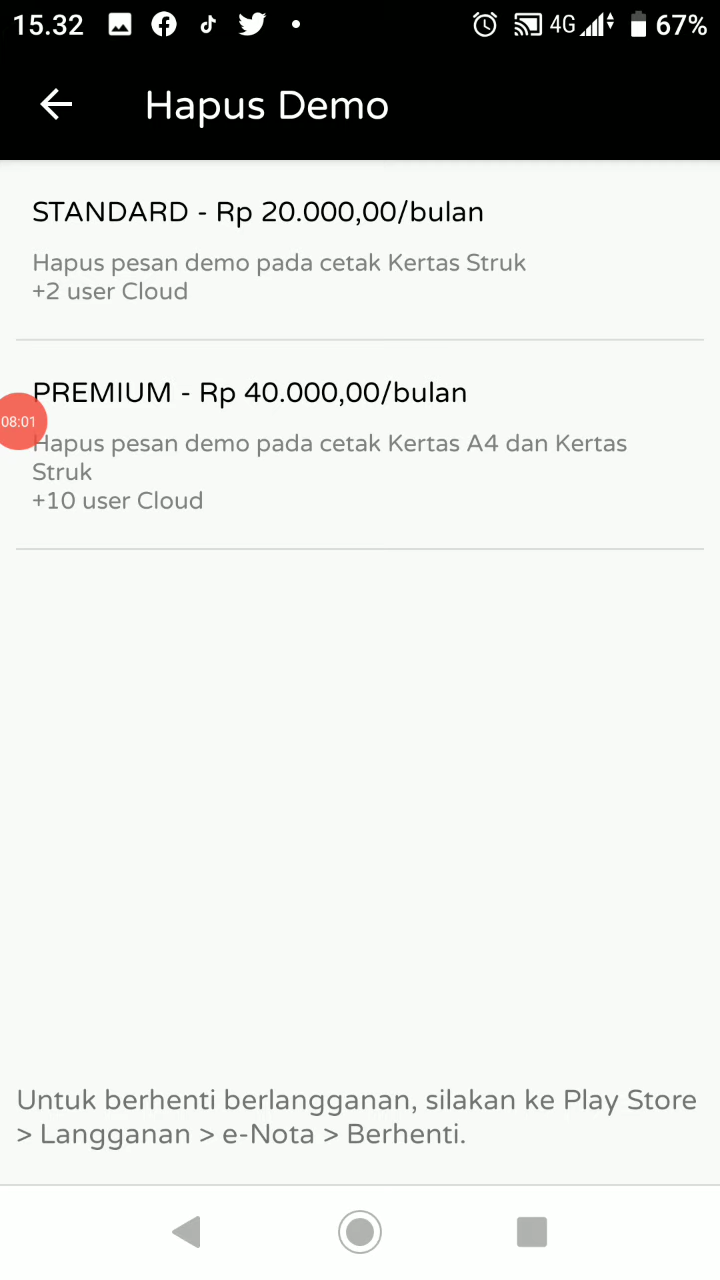 15.32
4G
67%
Hapus Demo
STANDARD - Rp 20.000,00/bulan
Hapus pesan demo pada cetak Kertas Struk
+2 user Cloud
PREMIUM - Rp 40.000,00/bulan
08:01
Hapus pesan demo pada cetak Kertas A4 dan Kertas
Struk
+10 user Cloud
Untuk berhenti berlangganan, silakan ke Play Store
> Langganan > e-Nota > Berhenti.